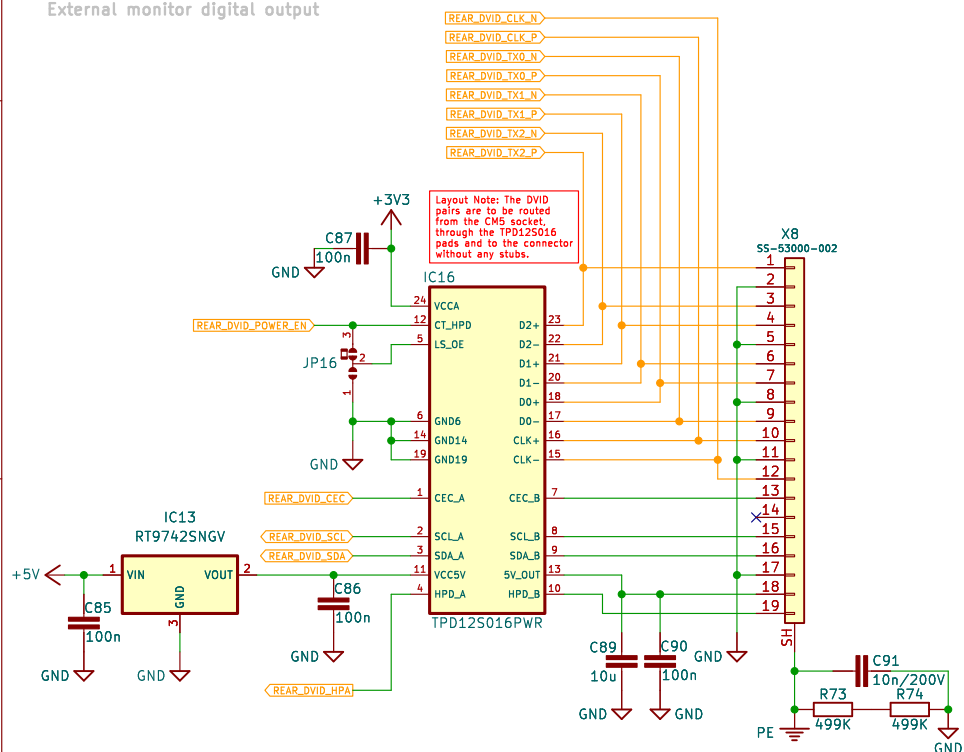 External monitor digital output
REAR_DVID_CLK_N
REAR_DVID_CLK_P
REAR_DVID_TX0_N
REAR_DVID_TX0_P
REAR_DVID_TX1_N
REAR_DVID_TX1_P
REAR_DVID_TX2_N
REAR_DVID_TX2_P
+3V3
Layout Note: The DVID
pairs are to be routed
from the CM5 socket,
through the TPD12S016
pads and to the connector
without any stubs.
C87
100n
GND
IC16
X8
SS-53000-002
24 VCCA
12 CT_HPD
5 LS_OE
6 GND6
14 GND14
19 GND19
1 CEC_A
2 SCL_A
3 SDA_A
11 VCC5V
4 HPD_A
D2+ 23
D2- 22
D1+ 21
D1- 20
D0+ 18
D0- 17
CLK+ 16
CLK- 15
CEC_B 7
SCL_B 8
SDA_B 9
5V_OUT 13
HPD_B 10
TPD12S016PWR
1
2
3
4
5
6
7
8
9
10
11
12
13
14
15
16
17
18
19
SH
REAR_DVID_POWER_EN
3
JP16
2
1
GND
REAR_DVID_CEC
REAR_DVID_SCL
REAR_DVID_SDA
IC13
RT9742SNGV
+5V
1 VIN
VOUT 2
GND
3
C85
100n
GND
GND
C86
100n
GND
REAR_DVID_HPA
C89
10u
GND
C90
100n
GND
GND
C91
10n/200V
R73
499K
R74
499K
PE
GND